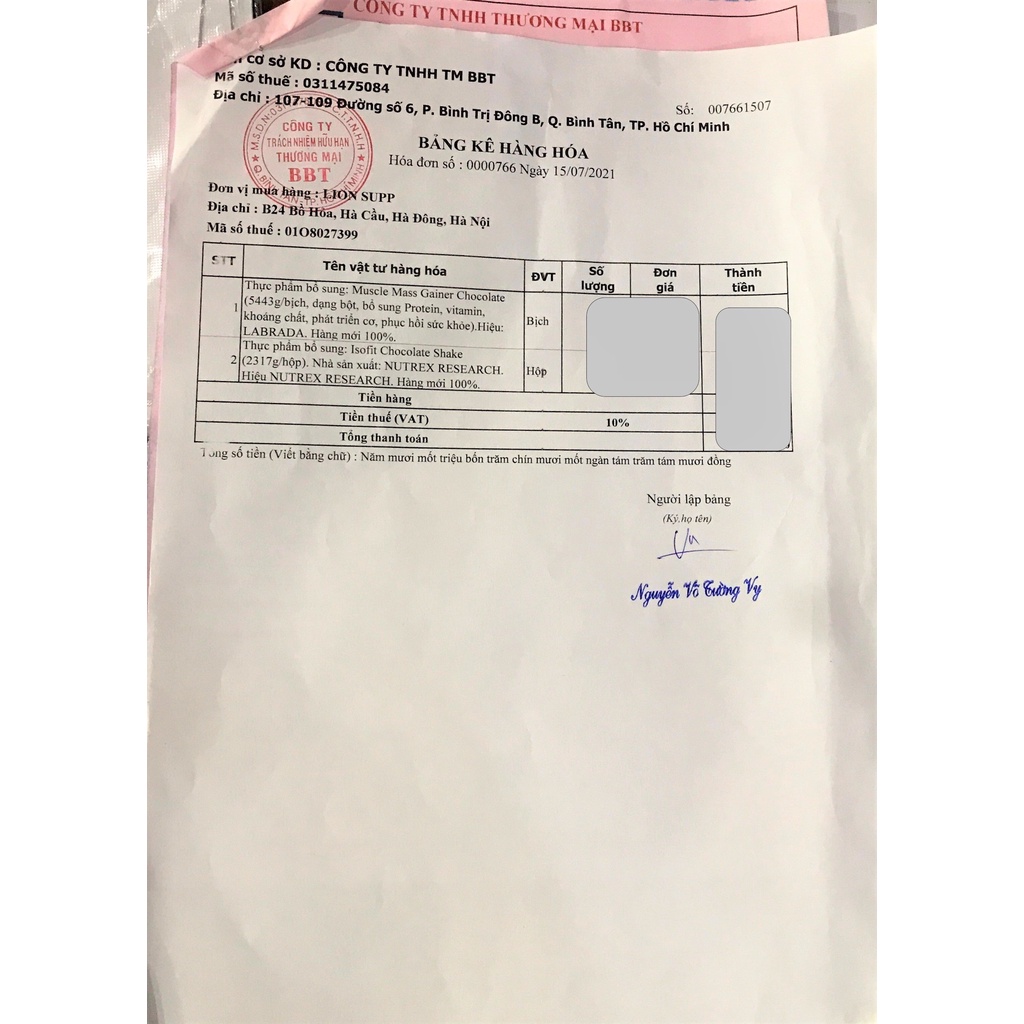 CÔNG TY TNHH THƯƠNG MẠI BBT
cơ sở KD : CÔNG TY TNHH TM BBT
Mã số thuế : 0311475084
Địa chỉ : 107-109 Đường số 6, P. Bình Trị Đông B, Q. Bình Tân, TP. Hồ Chí Minh
Số: 007661507
CÔNG TY
TRÁCH NHIỆM HỮU HẠN
THƯƠNG MẠI
BBT
BẢNG KÊ HÀNG HÓA
Hóa đơn số : 0000766 Ngày 15/07/2021
Đơn vị mua hàng : LION SUPP
Địa chỉ : B24 Bồ Hỏa, Hà Cầu, Hà Đông, Hà Nội
Mã số thuế : 01O8027399
STT Tên vật tư hàng hóa ĐVT Số lượng Đơn giá Thành tiền
1 Thực phẩm bổ sung: Muscle Mass Gainer Chocolate
(5443g/bịch, dạng bột, bổ sung Protein, vitamin,
khoáng chất, phát triển cơ, phục hồi sức khỏe).Hiệu:
LABRADA. Hàng mới 100%.
Bịch
2 Thực phẩm bổ sung: Isofit Chocolate Shake
(2317g/hộp). Nhà sản xuất: NUTREX RESEARCH.
Hiệu NUTREX RESEARCH. Hàng mới 100%.
Hộp
Tiền hàng
Tiền thuế (VAT) 10%
Tổng thanh toán
Tổng số tiền (Viết bằng chữ) : Năm mươi mốt triệu bốn trăm chín mươi mốt ngàn tám trăm tám mươi đồng
Người lập bảng
(Ký,họ tên)
Nguyễn Võ Tường Vy